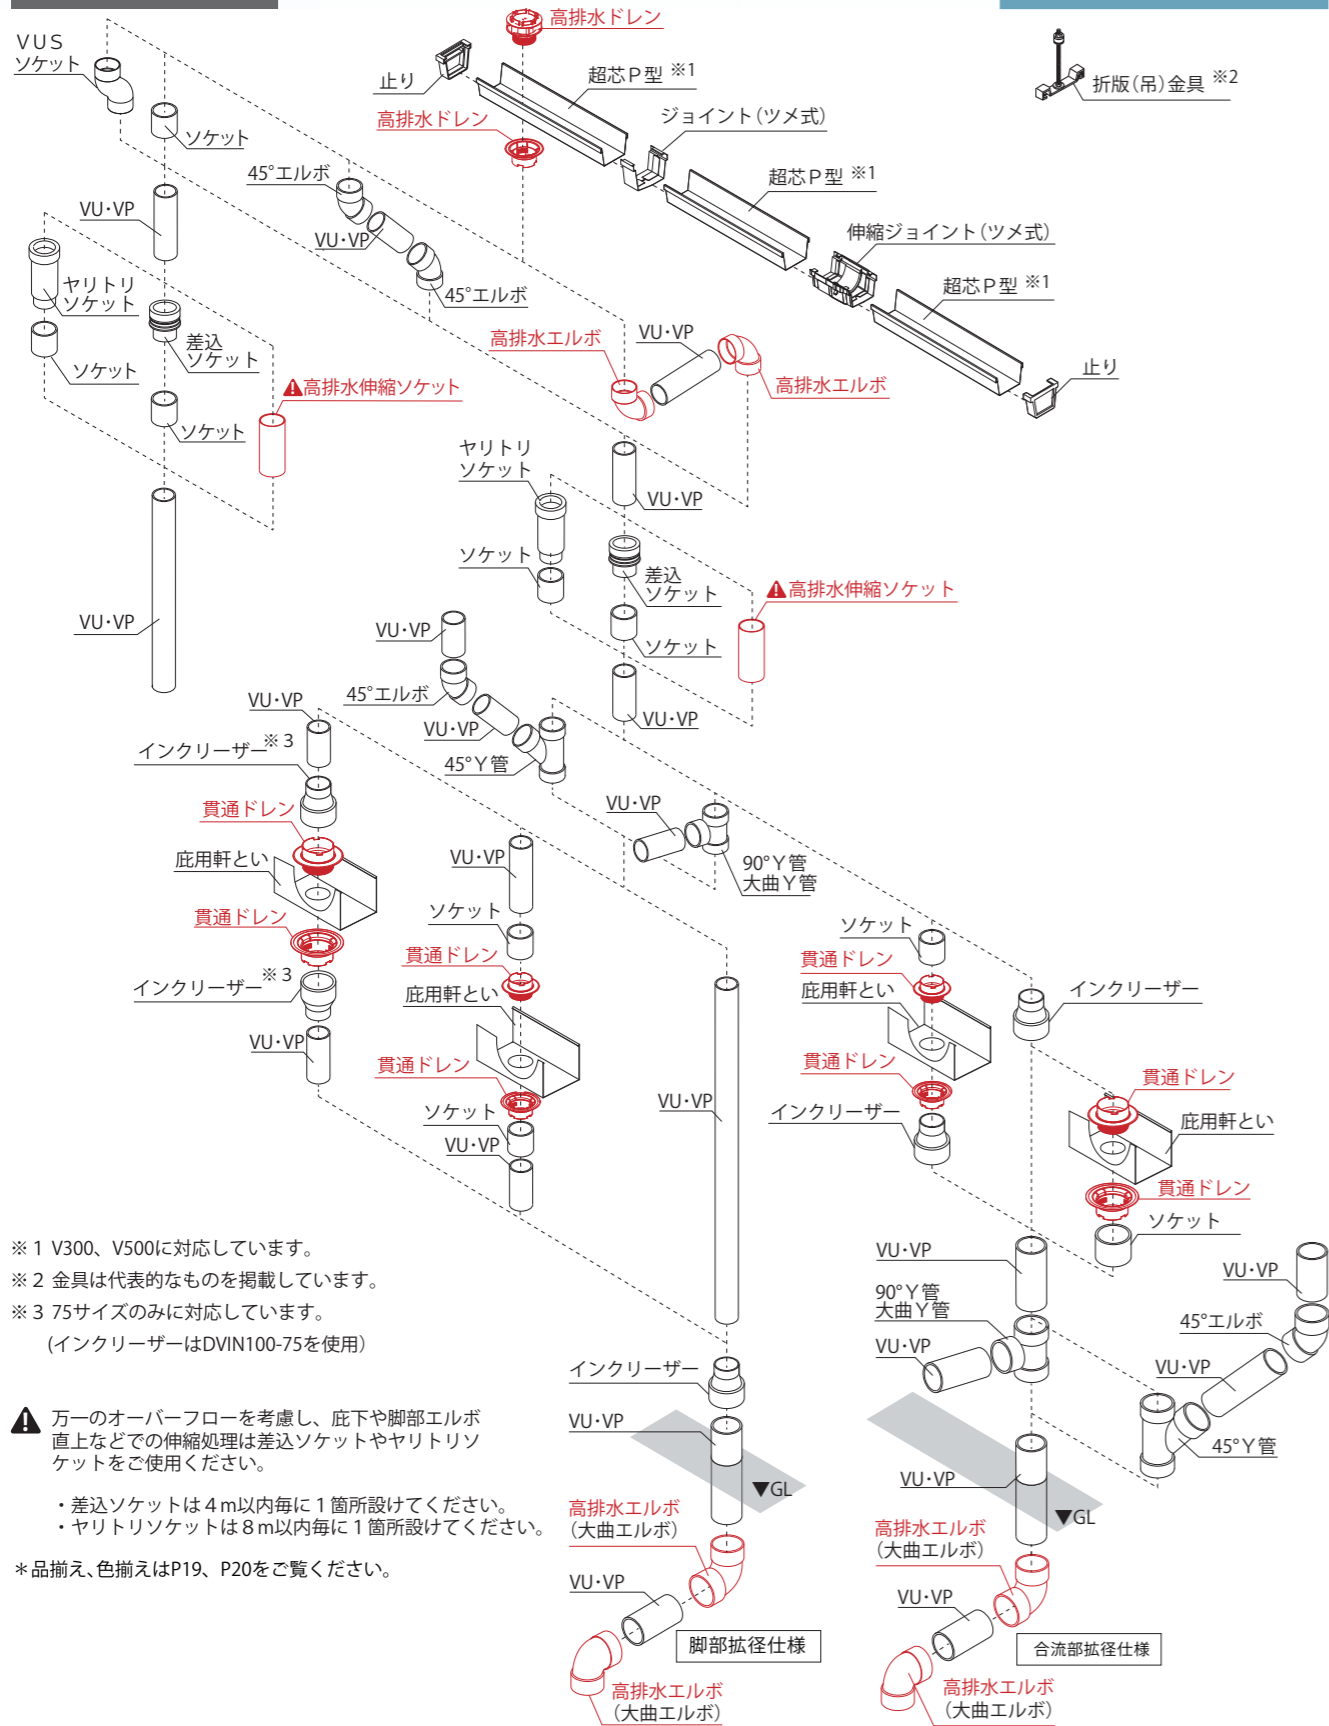 高排水ドレン
VUS
ソケット
止り
超芯P型 ※1
折版(吊)金具 ※2
高排水ドレン
ジョイント(ツメ式)
ソケット
45°エルボ
超芯P型 ※1
VU・VP
VU・VP
伸縮ジョイント(ツメ式)
ヤリトリ
ソケット
45°エルボ
超芯P型 ※1
差込
ソケット
高排水エルボ
VU・VP
ソケット
高排水伸縮ソケット
高排水エルボ
止り
ソケット
ヤリトリ
ソケット
VU・VP
ソケット
差込
ソケット
高排水伸縮ソケット
VU・VP
VU・VP
ソケット
45°エルボ
VU・VP
VU・VP
VU・VP
インクリーザー※3
45°Y管
貫通ドレン
VU・VP
庇用軒とい
VU・VP
90°Y管
大曲Y管
貫通ドレン
ソケット
ソケット
貫通ドレン
貫通ドレン
インクリーザー※3
庇用軒とい
庇用軒とい
インクリーザー
VU・VP
貫通ドレン
貫通ドレン
貫通ドレン
ソケット
VU・VP
インクリーザー
庇用軒とい
VU・VP
貫通ドレン
ソケット
※1 V300、V500に対応しています。
※2 金具は代表的なものを掲載しています。
※3 75サイズのみに対応しています。
(インクリーザーはDVIN100-75を使用)
VU・VP
VU・VP
90°Y管
大曲Y管
45°エルボ
VU・VP
VU・VP
インクリーザー
万一のオーバーフローを考慮し、庇下や脚部エルボ
直上などでの伸縮処理は差込ソケットやヤリトリソ
ケットをご使用ください。
VU・VP
45°Y管
VU・VP
▼GL
▼GL
・差込ソケットは4m以内毎に1箇所設けてください。
・ヤリトリソケットは8m以内毎に1箇所設けてください。
高排水エルボ
(大曲エルボ)
高排水エルボ
(大曲エルボ)
*品揃え、色揃えはP19、P20をご覧ください。
VU・VP
VU・VP
脚部拡径仕様
合流部拡径仕様
高排水エルボ
(大曲エルボ)
高排水エルボ
(大曲エルボ)